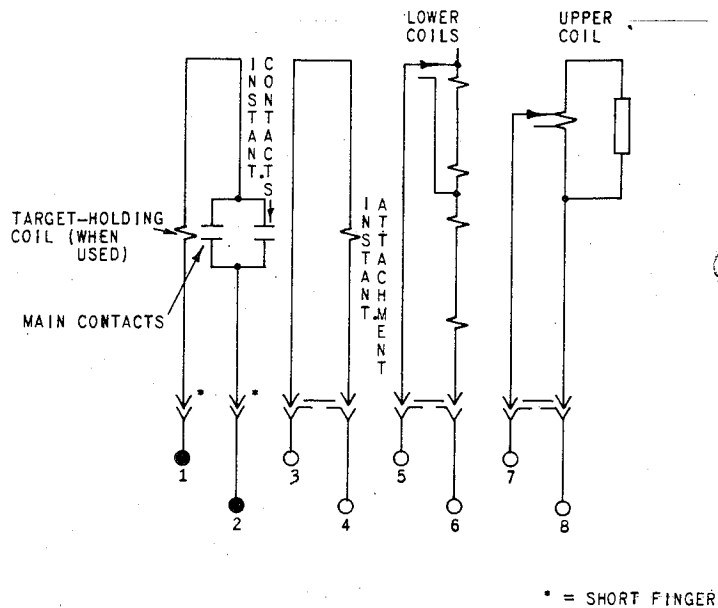 LOWER
COILS
UPPER
COIL
INSTANT.
CONTACTS
INSTANT.
ATTACHMENT
TARGET-HOLDING
COIL (WHEN
USED)
MAIN CONTACTS
*
*
1
3
5
7
2
4
6
8
* = SHORT FINGER